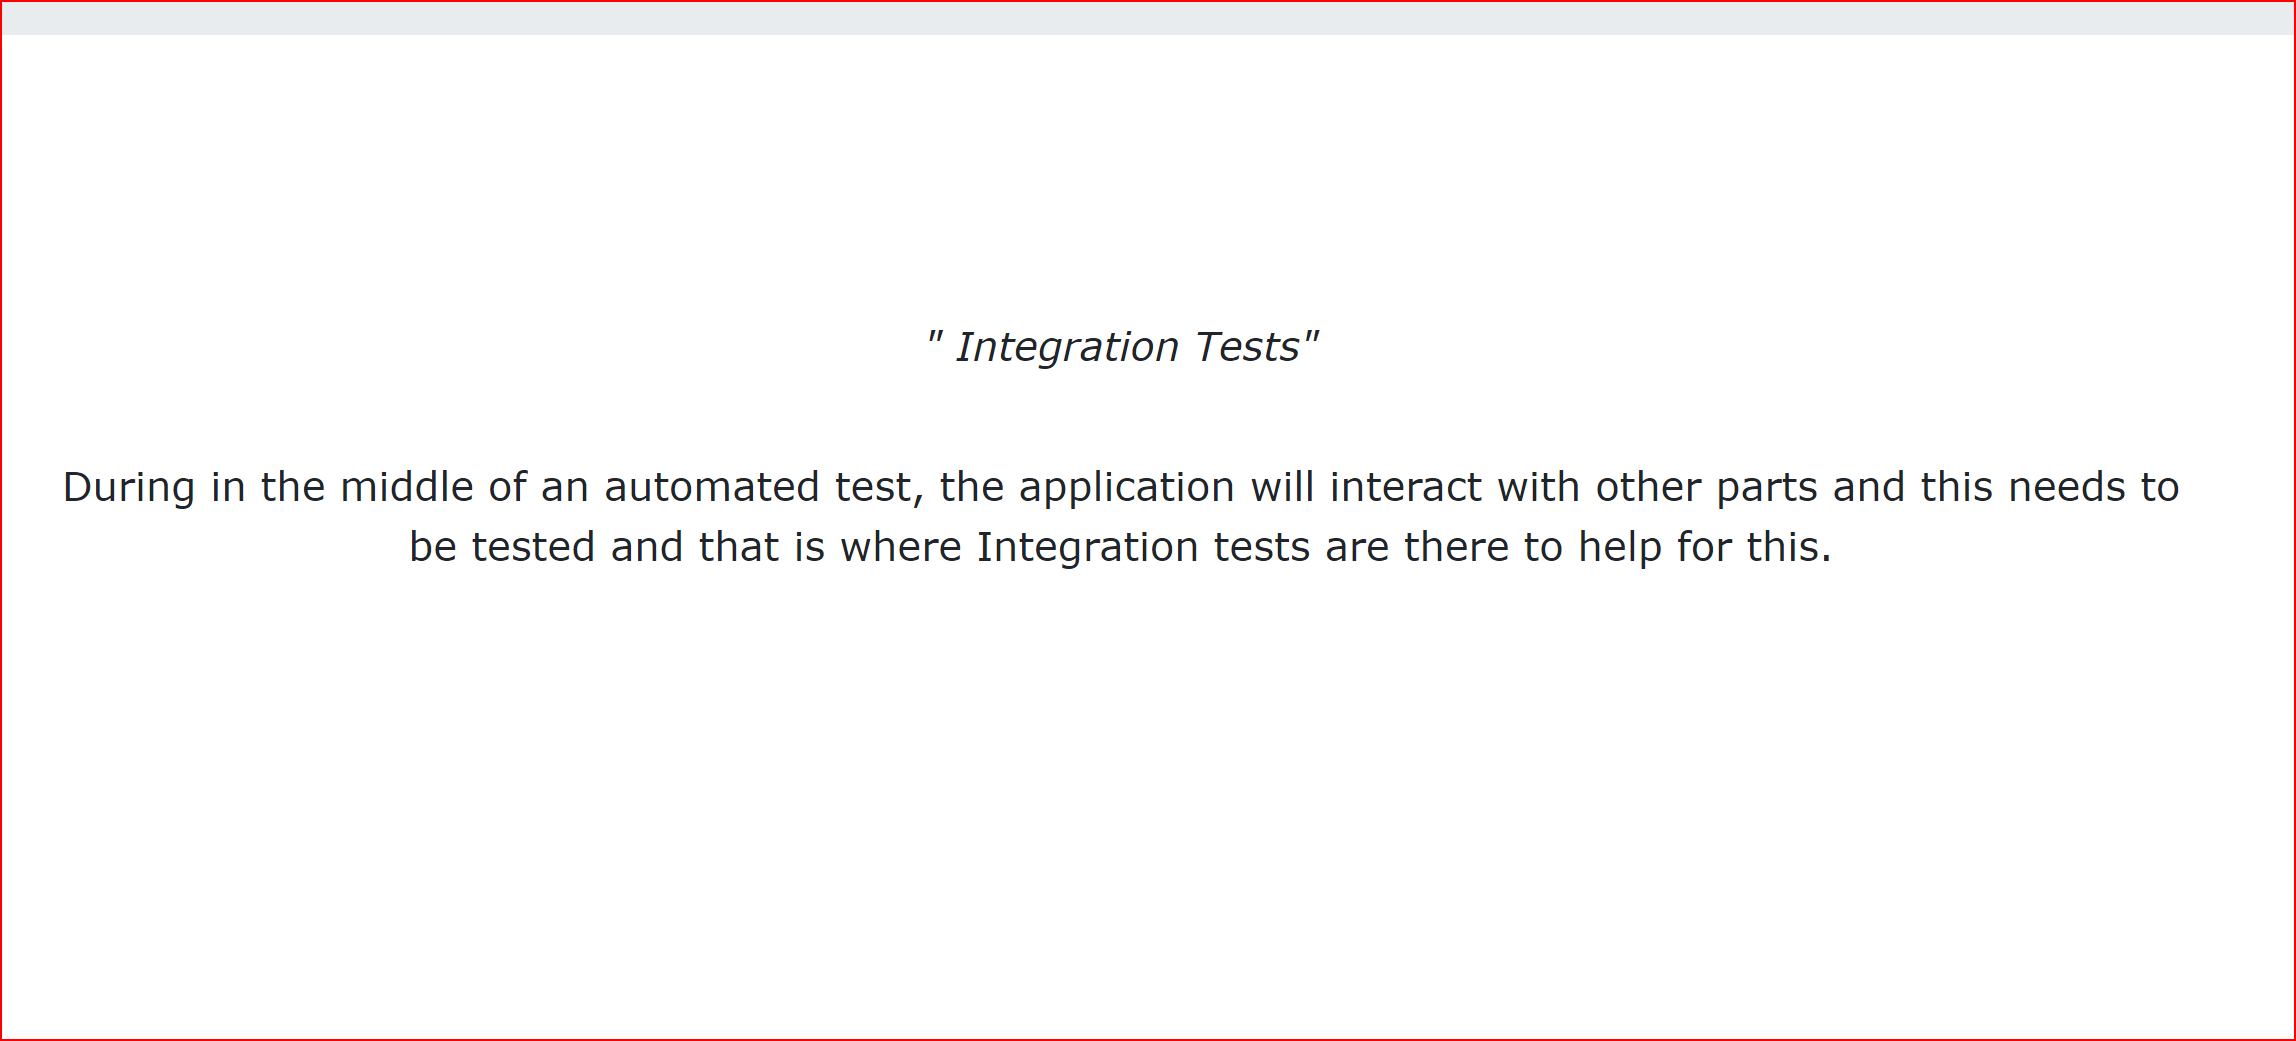 " Integration Tests"
During in the middle of an automated test, the application will interact with other parts and this needs to
be tested and that is where Integration tests are there to help for this.